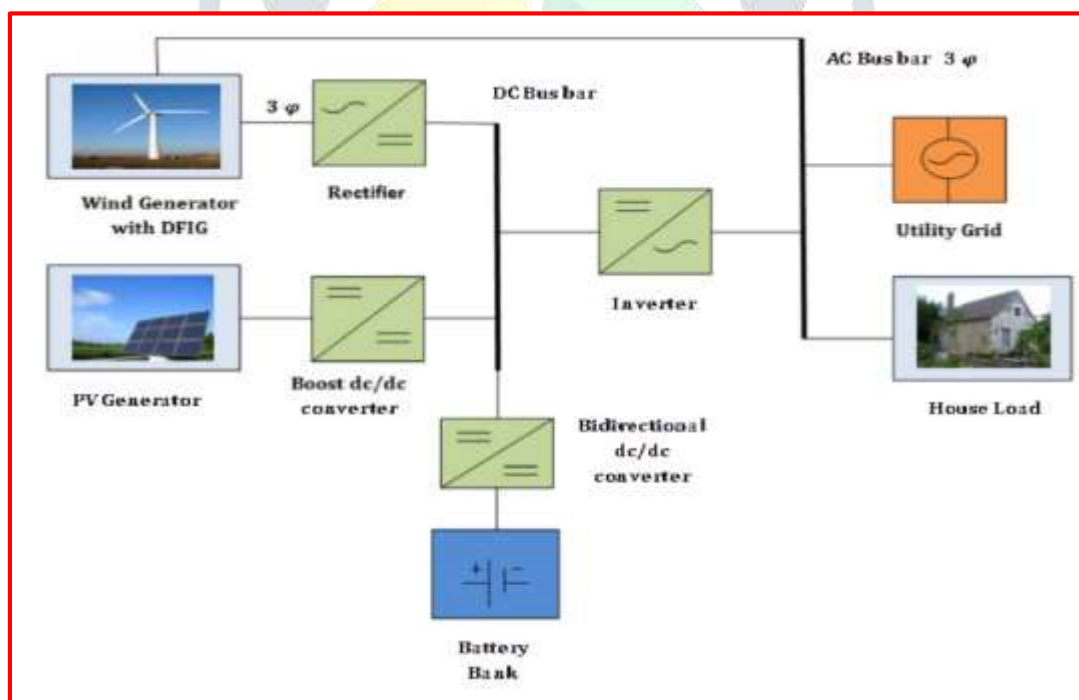 AC Bus bar 3 φ
DC Bus bar
3 φ
Rectifier
Wind Generator
with DFIG
Utility Grid
Inverter
PV Generator
Boost dc/dc
converter
House Load
Bidirectional
dc/dc
converter
+ -
Battery
Bank